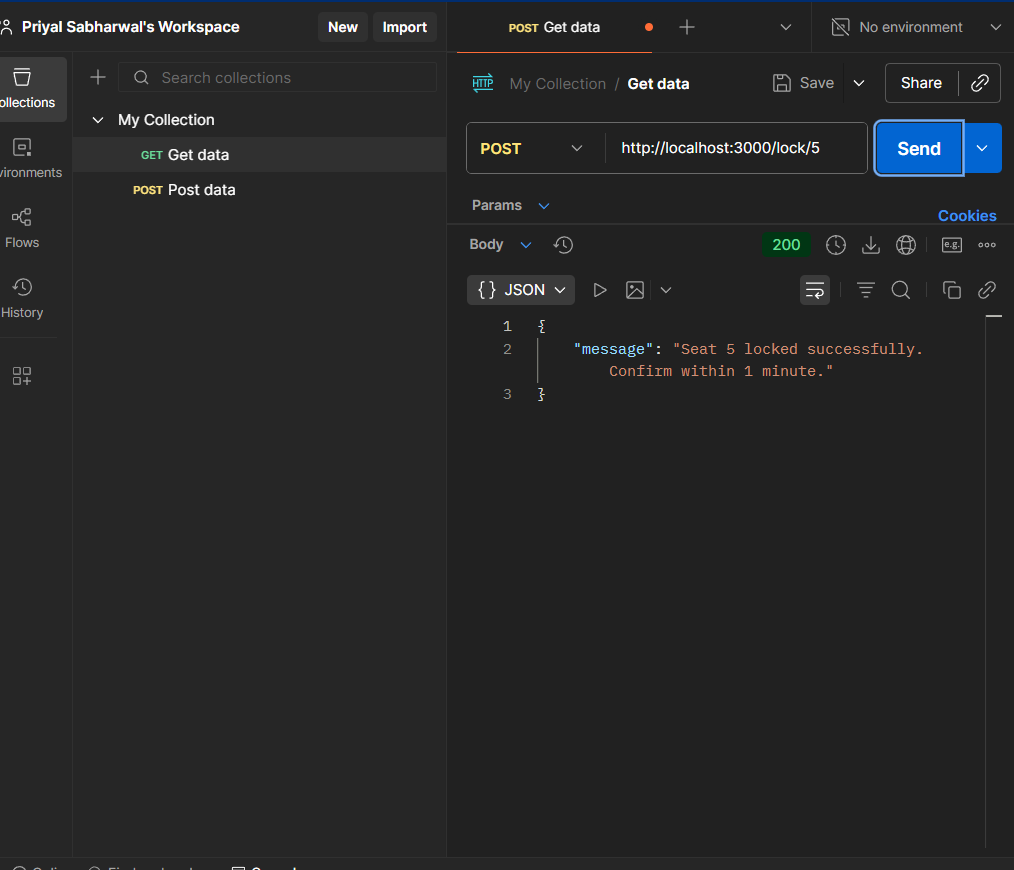 Priyal Sabharwal's Workspace
New
Import
POST Get data
No environment
ollections
Search collections
My Collection
GET Get data
POST Post data
vironments
Flows
History
HTTP
My Collection / Get data
Save
Share
POST
http://localhost:3000/lock/5
Send
Params
Cookies
Body
200
e.g.
{} JSON
1 {
2 "message": "Seat 5 locked successfully.
Confirm within 1 minute."
3 }